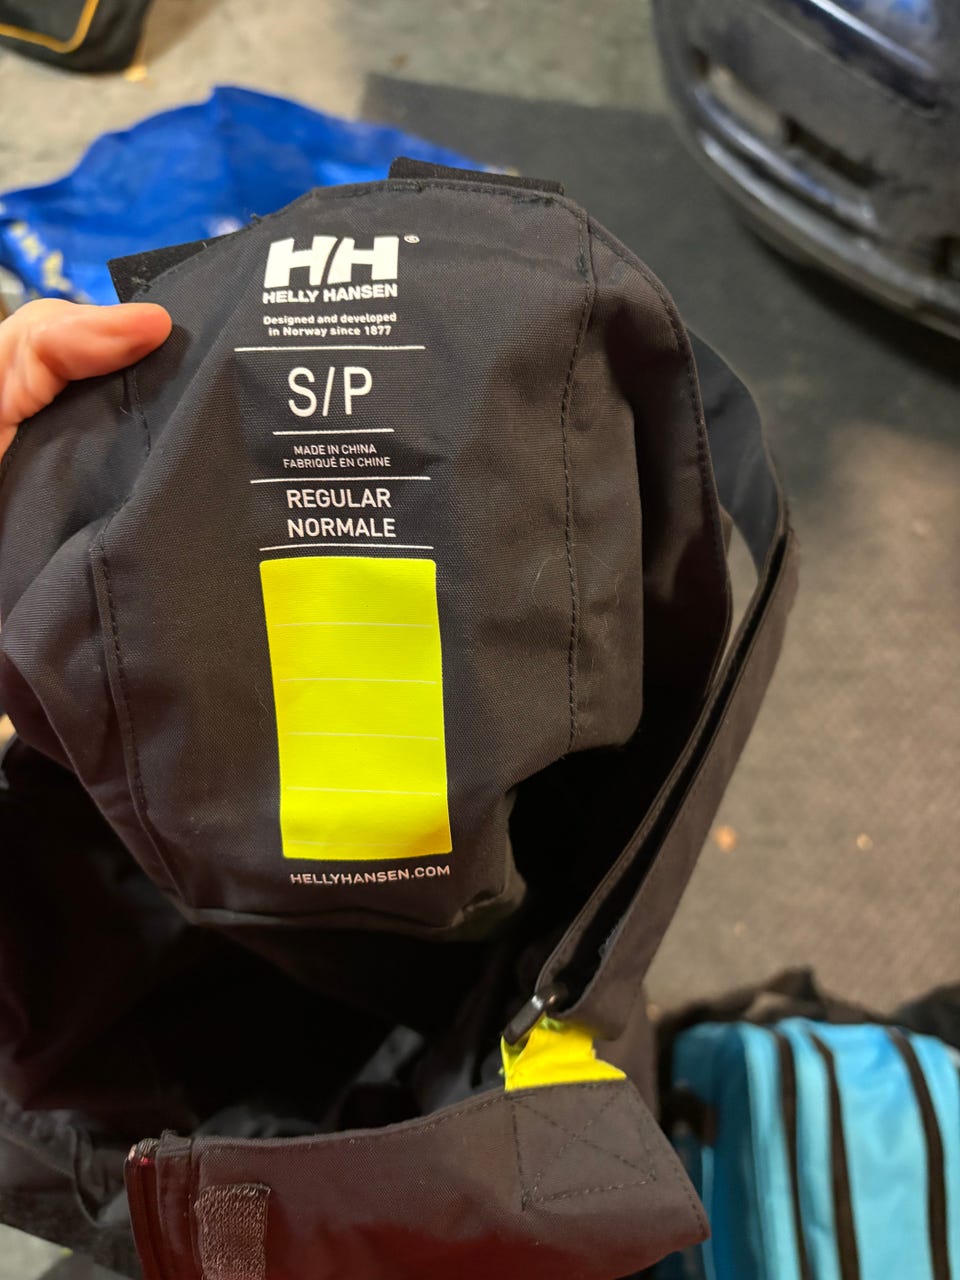 HH®
HELLY HANSEN
Designed and developed
in Norway since 1877
S/P
MADE IN CHINA
FABRIQUÉ EN CHINE
REGULAR
NORMALE
HELLYHANSEN.COM